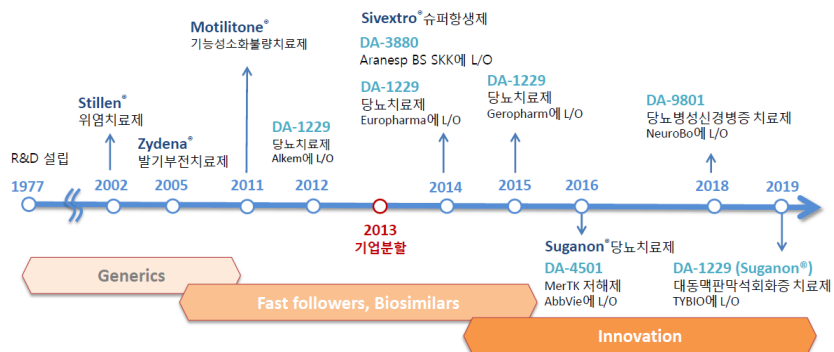 Motilitone®
기능성소화불량치료제
Sivextro®슈퍼항생제
DA-3880
Aranesp BS SKK에 L/O
Stillen®
위염치료제
Zydena®
발기부전치료제
DA-1229
당뇨치료제
Alkem에 L/O
DA-1229
당뇨치료제
Europharma에 L/O
DA-1229
당뇨치료제
Geropharm에 L/O
DA-9801
당뇨병성신경병증 치료제
NeuroBo에 L/O
R&D 설립
1977
2002
2005
2011
2012
2013
기업분할
2014
2015
2016
2018
2019
Suganon®당뇨치료제
DA-4501
MerTK 저해제
AbbVie에 L/O
DA-1229 (Suganon®)
대동맥판막석회화증 치료제
TYBIO에 L/O
Generics
Fast followers, Biosimilars
Innovation